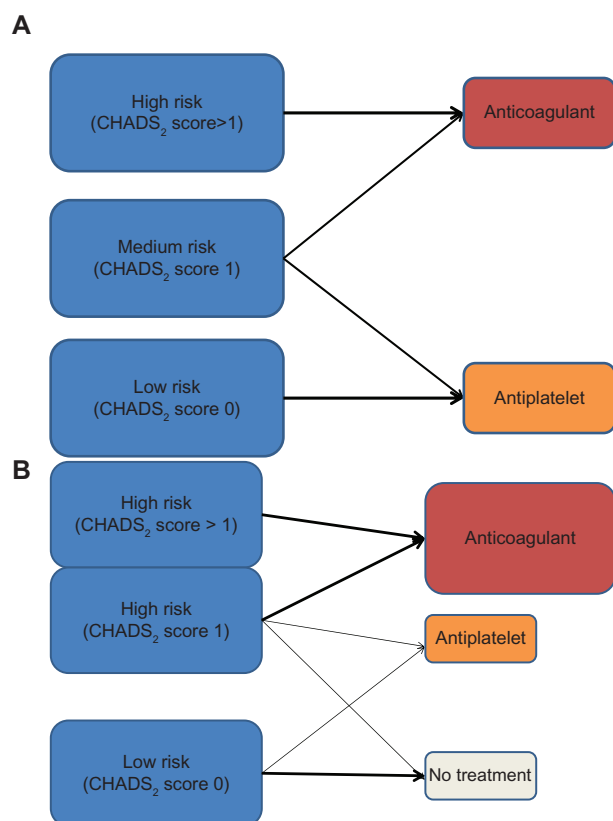 A
High risk
(CHADS₂ score>1)
Anticoagulant
Medium risk
(CHADS₂ score 1)
Low risk
(CHADS₂ score 0)
Antiplatelet
B
High risk
(CHADS₂ score > 1)
Anticoagulant
High risk
(CHADS₂ score 1)
Antiplatelet
Low risk
(CHADS₂ score 0)
No treatment